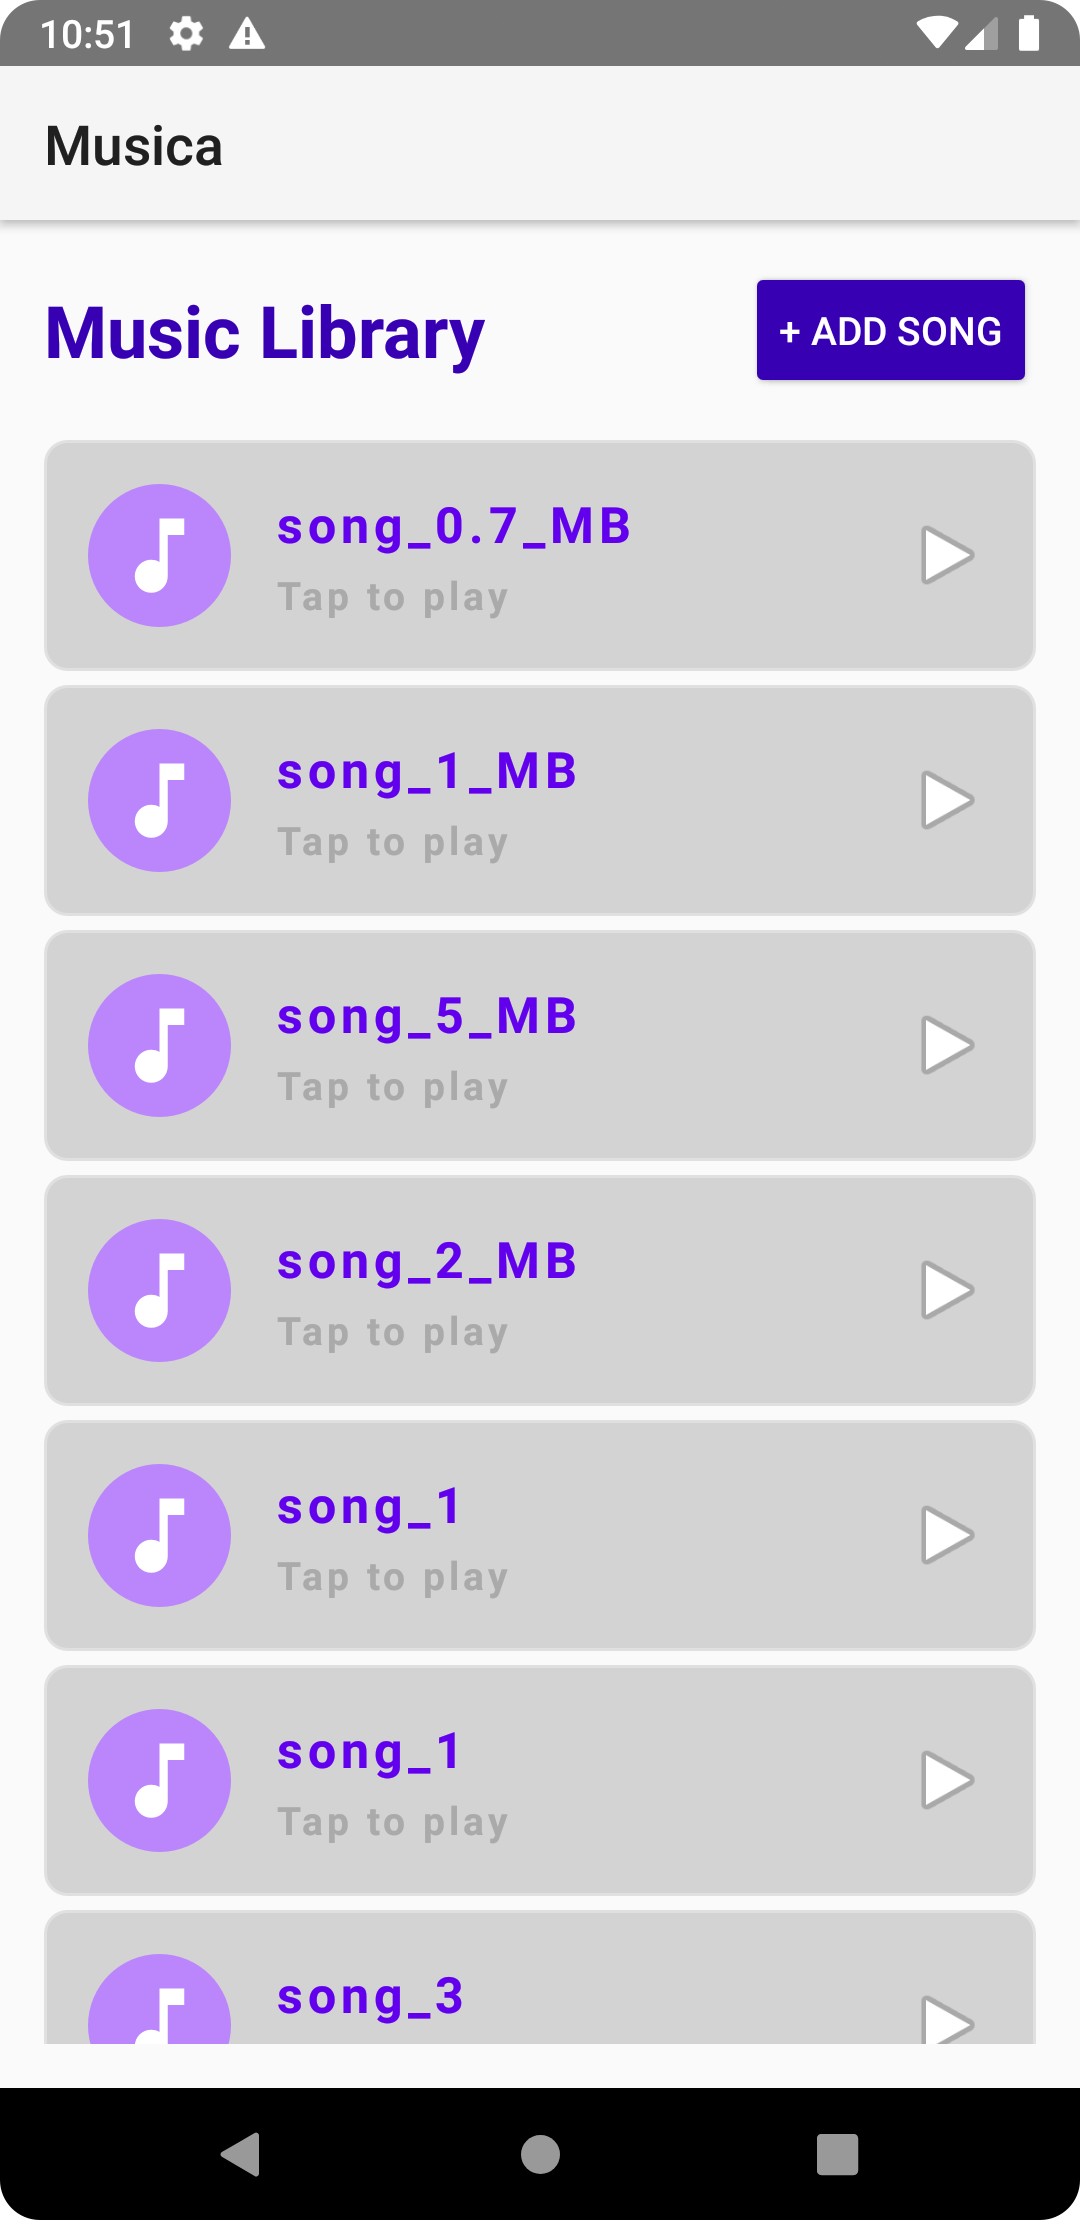 10:51
Musica
Music Library
+ ADD SONG
song_0.7_MB
Tap to play
song_1_MB
Tap to play
song_5_MB
Tap to play
song_2_MB
Tap to play
song_1
Tap to play
song_1
Tap to play
song_3